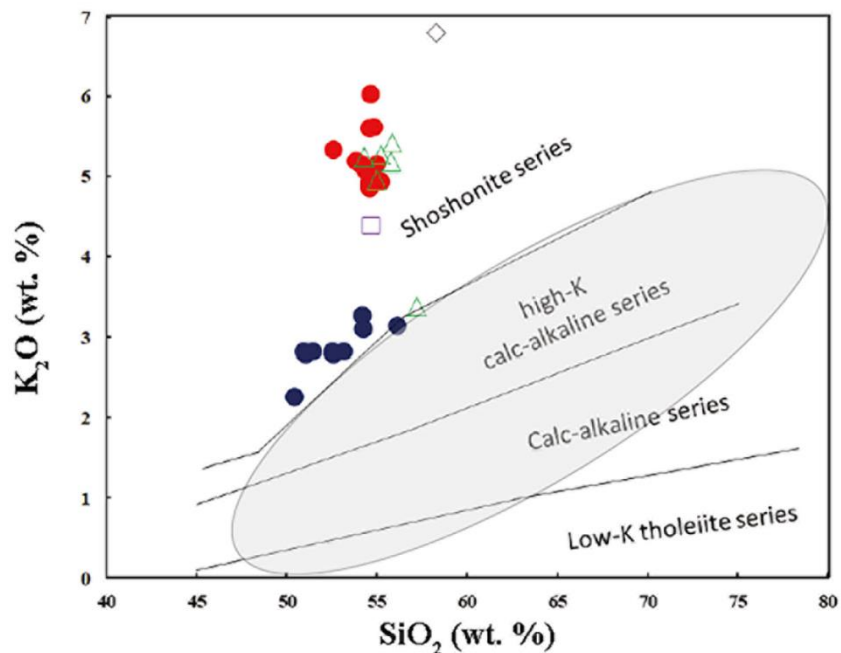 7
6
5
4
3
2
1
0
K₂O (wt. %)
40
45
50
55
60
65
70
75
80
SiO₂ (wt. %)
Shoshonite series
high-K
calc-alkaline series
Calc-alkaline series
Low-K tholeiite series